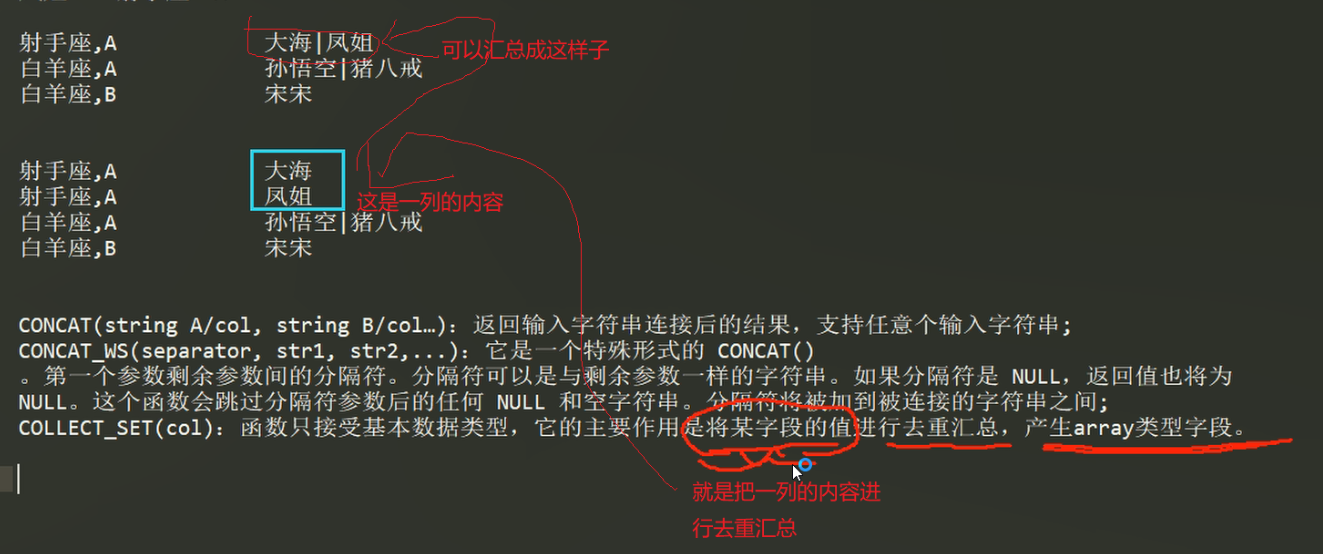 射手座,A 大海|凤姐 可以汇总成这样子
白羊座,A 孙悟空|猪八戒
白羊座,B 宋宋
射手座,A 大海
射手座,A 凤姐 这是一列的内容
白羊座,A 孙悟空|猪八戒
白羊座,B 宋宋
CONCAT(string A/col, string B/col…): 返回输入字符串连接后的结果，支持任意个输入字符串;
CONCAT_WS(separator, str1, str2,...): 它是一个特殊形式的 CONCAT()
。第一个参数剩余参数间的分隔符。分隔符可以是与剩余参数一样的字符串。如果分隔符是 NULL，返回值也将为
NULL。这个函数会跳过分隔符参数后的任何 NULL 和空字符串。分隔符将被加到被连接的字符串之间;
COLLECT_SET(col): 函数只接受基本数据类型，它的主要作用是将某字段的值进行去重汇总，产生array类型字段。
就是把一列的内容进
行去重汇总